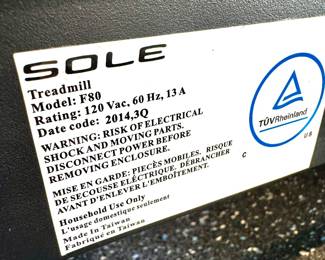 SOLE
Treadmill
Model: F80
Rating: 120 Vac, 60 Hz, 13 A
Date code: 2014,3Q
WARNING: RISK OF ELECTRICAL
SHOCK AND MOVING PARTS.
DISCONNECT POWER BEFORE
REMOVING ENCLOSURE.
MISE EN GARDE: PIECÈS MOBILES, RISQUE
DE SECOUSS ÉLECTRIQUE, DÉBRANCHER
AVANT D'ENLEVER L'EMBOÎTEMENT.
Household Use Only
L'usage domestique seulement
Made In Taiwan
Fabriqué en Taiwan
TÜVRheinland
C
US